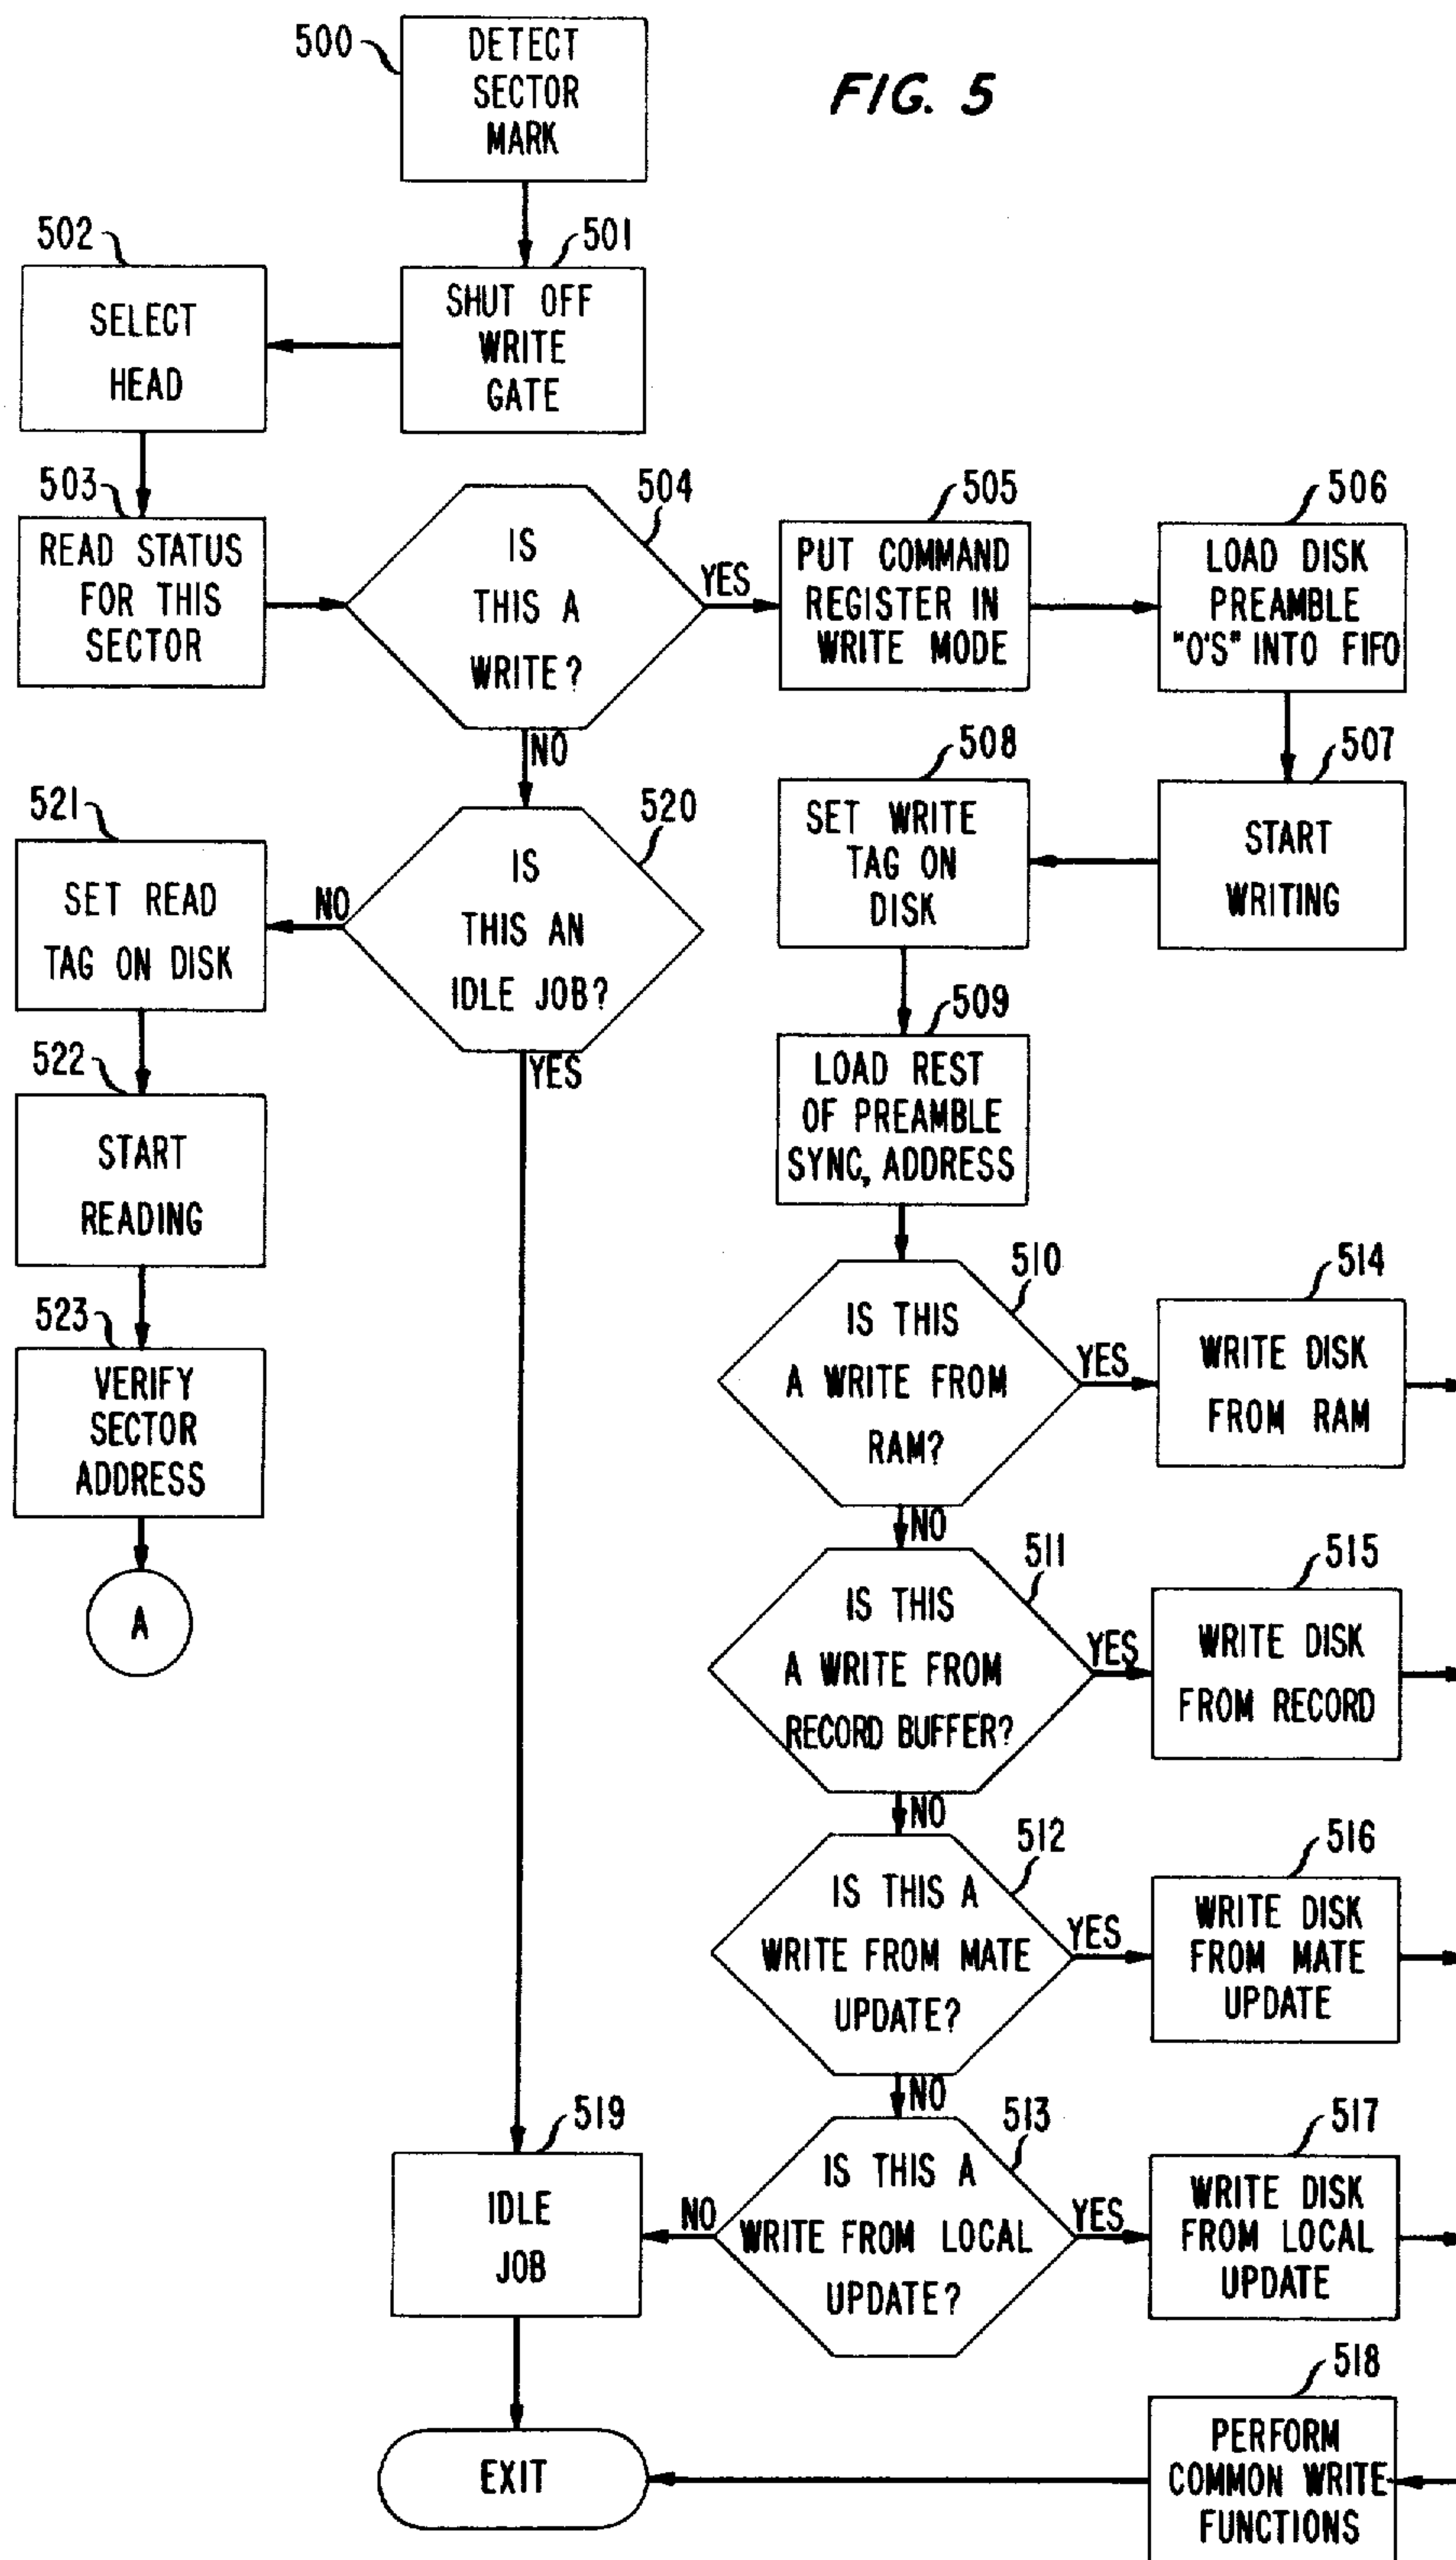 500
DETECT
SECTOR
MARK
FIG. 5
502
501
SELECT
HEAD
SHUT OFF
WRITE
GATE
503
READ STATUS
FOR THIS
SECTOR
504
IS
THIS A
WRITE?
YES
NO
505
PUT COMMAND
REGISTER IN
WRITE MODE
506
LOAD DISK
PREAMBLE
"0'S" INTO FIFO
508
SET WRITE
TAG ON
DISK
507
START
WRITING
521
SET READ
TAG ON DISK
NO
520
IS
THIS AN
IDLE JOB?
YES
509
LOAD REST
OF PREAMBLE
SYNC, ADDRESS
522
START
READING
523
VERIFY
SECTOR
ADDRESS
A
510
IS THIS
A WRITE FROM
RAM?
YES
NO
514
WRITE DISK
FROM RAM
511
IS THIS
A WRITE FROM
RECORD BUFFER?
YES
NO
515
WRITE DISK
FROM RECORD
512
IS THIS A
WRITE FROM MATE
UPDATE?
YES
NO
516
WRITE DISK
FROM MATE
UPDATE
519
IDLE
JOB
NO
513
IS THIS A
WRITE FROM LOCAL
UPDATE?
YES
517
WRITE DISK
FROM LOCAL
UPDATE
EXIT
518
PERFORM
COMMON WRITE
FUNCTIONS